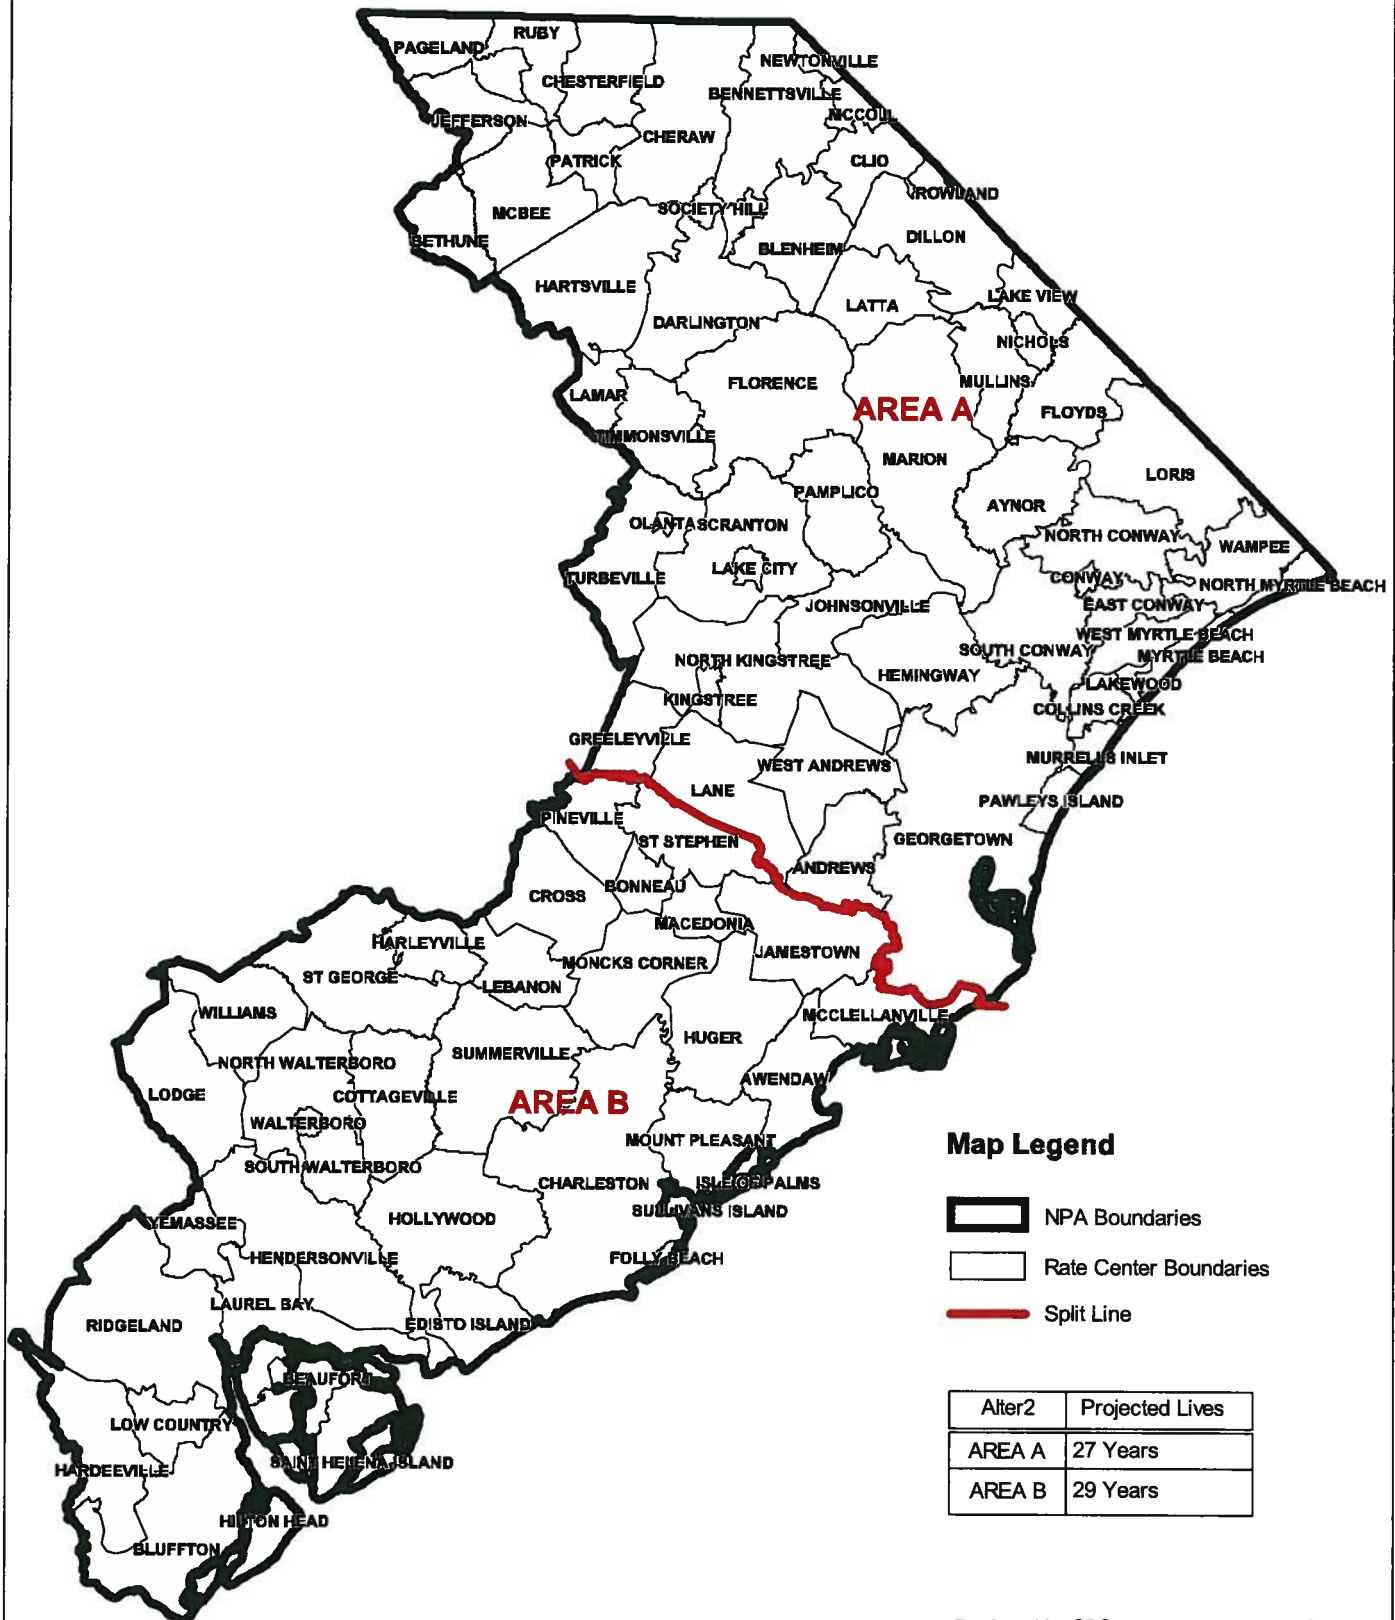 PAGELAND
RUBY
CHESTERFIELD
NEWTONVILLE
BENNETTSVILLE
MCCOLL
JEFFERSON
CHERAW
PATRICK
CLIO
ROWLAND
MCBEE
SOCIETY HILL
BETHUNE
BLENHEIM
DILLON
HARTSVILLE
LATTA
LAKE VIEW
DARLINGTON
NICHOLS
FLORENCE
MULLINS
LAMAR
AREA A
FLOYDS
TIMMONSVILLE
MARION
LORIS
PAMPLICO
AYNOR
OLANTA
SCRANTON
NORTH CONWAY
WAMPEE
LAKE CITY
TURBEVILLE
CONWAY
NORTH MYRTLE BEACH
JOHNSONVILLE
EAST CONWAY
WEST MYRTLE BEACH
SOUTH CONWAY
MYRTLE BEACH
NORTH KINGSTREE
HEMINGWAY
LAKEWOOD
KINGSTREE
COLLINS CREEK
GREELEYVILLE
WEST ANDREWS
MURRELLS INLET
LANE
PAWLEYS ISLAND
PINEVILLE
ST STEPHEN
GEORGETOWN
ANDREWS
CROSS
BONNEAU
MACEDONIA
HARLEYVILLE
JAMESTOWN
MONCKS CORNER
ST GEORGE
LEBANON
WILLIAMS
MCCLELLANVILLE
HUGER
SUMMERVILLE
NORTH WALTERBORO
AWENDAW
LODGE
COTTAGEVILLE
AREA B
WALTERBORO
MOUNT PLEASANT
SOUTH WALTERBORO
CHARLESTON
ISLE OF PALMS
SULLIVANS ISLAND
HOLLYWOOD
YEMASSEE
HENDERSONVILLE
FOLLY BEACH
LAUREL BAY
RIDGELAND
EDISTO ISLAND
BEAUFORT
LOW COUNTRY
SAINT HELENA ISLAND
HARDEEVILLE
HILTON HEAD
BLUFFTON
Map Legend
NPA Boundaries
Rate Center Boundaries
Split Line
Alter2 Projected Lives
AREA A 27 Years
AREA B 29 Years